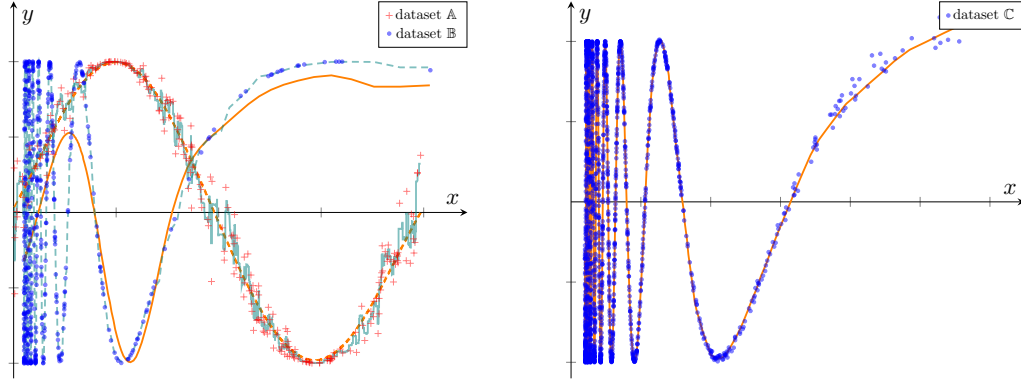 y
dataset 𝔸
dataset 𝔹
x
y
dataset ℂ
x